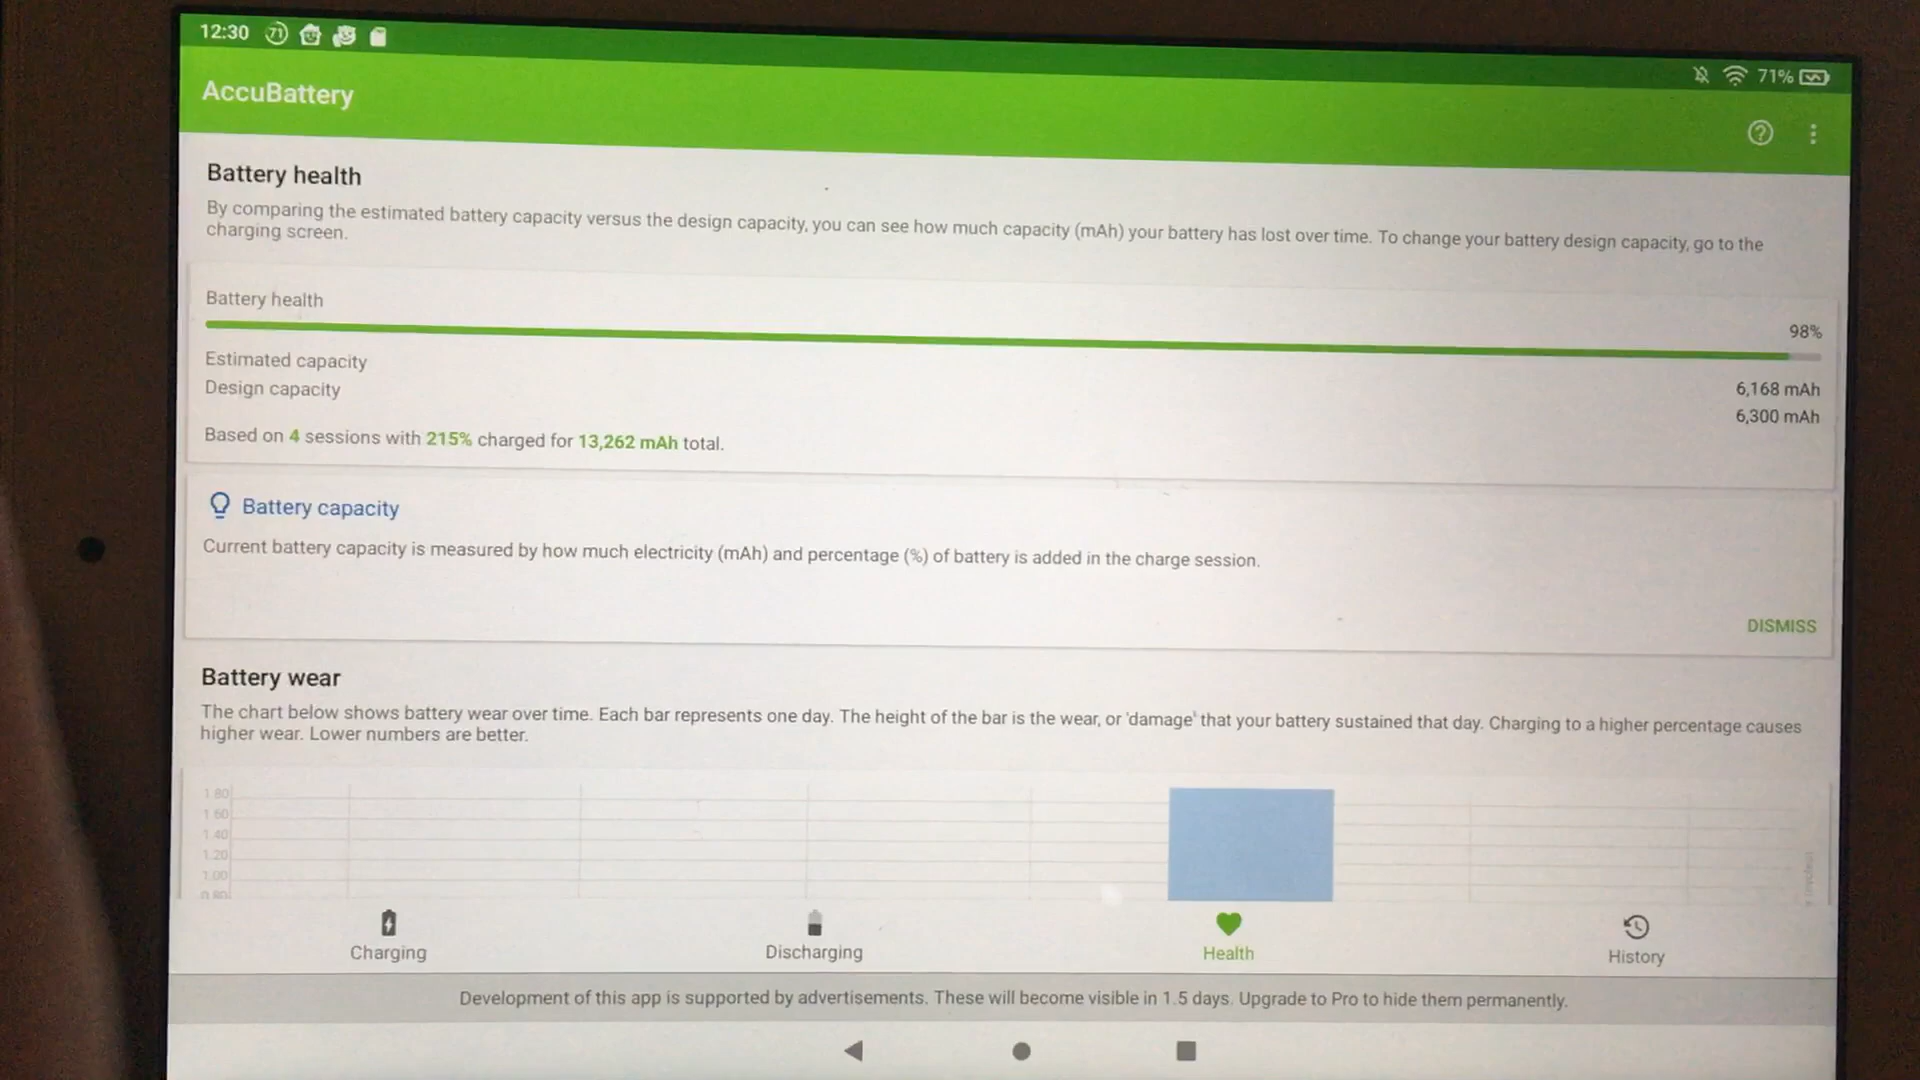 12:30 71
71%
AccuBattery
Battery health
By comparing the estimated battery capacity versus the design capacity, you can see how much capacity (mAh) your battery has lost over time. To change your battery design capacity, go to the
charging screen.
Battery health
98%
Estimated capacity
6,168 mAh
Design capacity
6,300 mAh
Based on 4 sessions with 215% charged for 13,262 mAh total.
Battery capacity
Current battery capacity is measured by how much electricity (mAh) and percentage (%) of battery is added in the charge session.
DISMISS
Battery wear
The chart below shows battery wear over time. Each bar represents one day. The height of the bar is the wear, or 'damage' that your battery sustained that day. Charging to a higher percentage causes
higher wear. Lower numbers are better.
1.80
1.60
1.40
1.20
1.00
0.80
Charging
Discharging
Health
History
Development of this app is supported by advertisements. These will become visible in 1.5 days. Upgrade to Pro to hide them permanently.